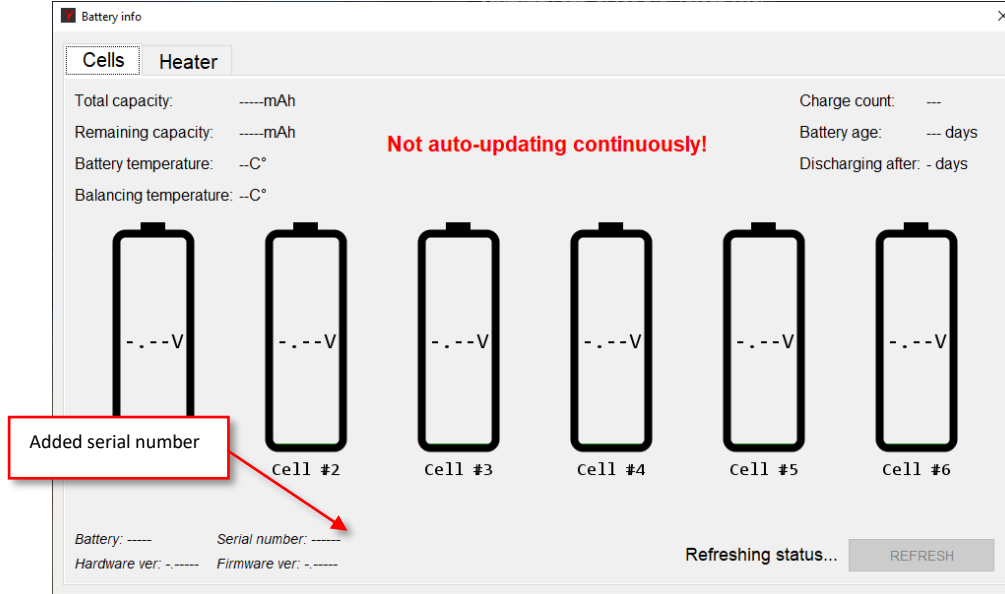 Battery info
Cells Heater
Total capacity: -----mAh
Charge count: ---
Remaining capacity: -----mAh
Battery age: --- days
Not auto-updating continuously!
Battery temperature: --C°
Discharging after: - days
Balancing temperature: --C°
-.--V -.--V -.--V -.--V -.--V -.--V
Added serial number
Cell #2 Cell #3 Cell #4 Cell #5 Cell #6
Battery: ----- Serial number: ------
Refreshing status... REFRESH
Hardware ver: -.----- Firmware ver: -.-----